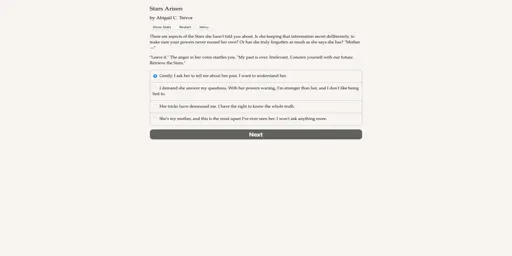 Stars Arisen
by Abigail C. Trevor
Show Stats Restart Menu
There are aspects of the Stars she hasn't told you about. Is she keeping that information secret deliberately, to
make sure your powers never exceed her own? Or has she truly forgotten as much as she says she has? "Mother
—"
"Leave it." The anger in her voice startles you. "My past is over. Irrelevant. Concern yourself with our future.
Retrieve the Stars."
Gently, I ask her to tell me about her past. I want to understand her.
I demand she answer my questions. With her powers waning, I'm stronger than her, and I don't like being
lied to.
Her tricks have demeaned me. I have the right to know the whole truth.
She's my mother, and this is the most upset I've ever seen her. I won't ask anything more.
Next